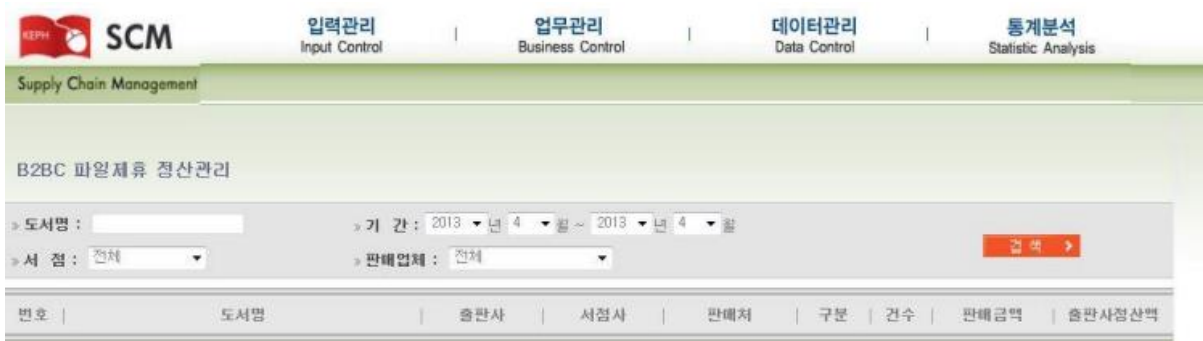 KEPH SCM
입력관리 | 업무관리 | 데이터관리 | 통계분석
Input Control Business Control Data Control Statistic Analysis
Supply Chain Management
B2BC 파일제휴 정산관리
» 도서명 : » 기 간 : 2013 년 4 월 ~ 2013 년 4 월
» 서 점 : 전체 » 판매업체 : 전체
검색
번호 | 도서명 | 출판사 | 서점사 | 판매처 | 구분 | 건수 | 판매금액 | 출판사정산액